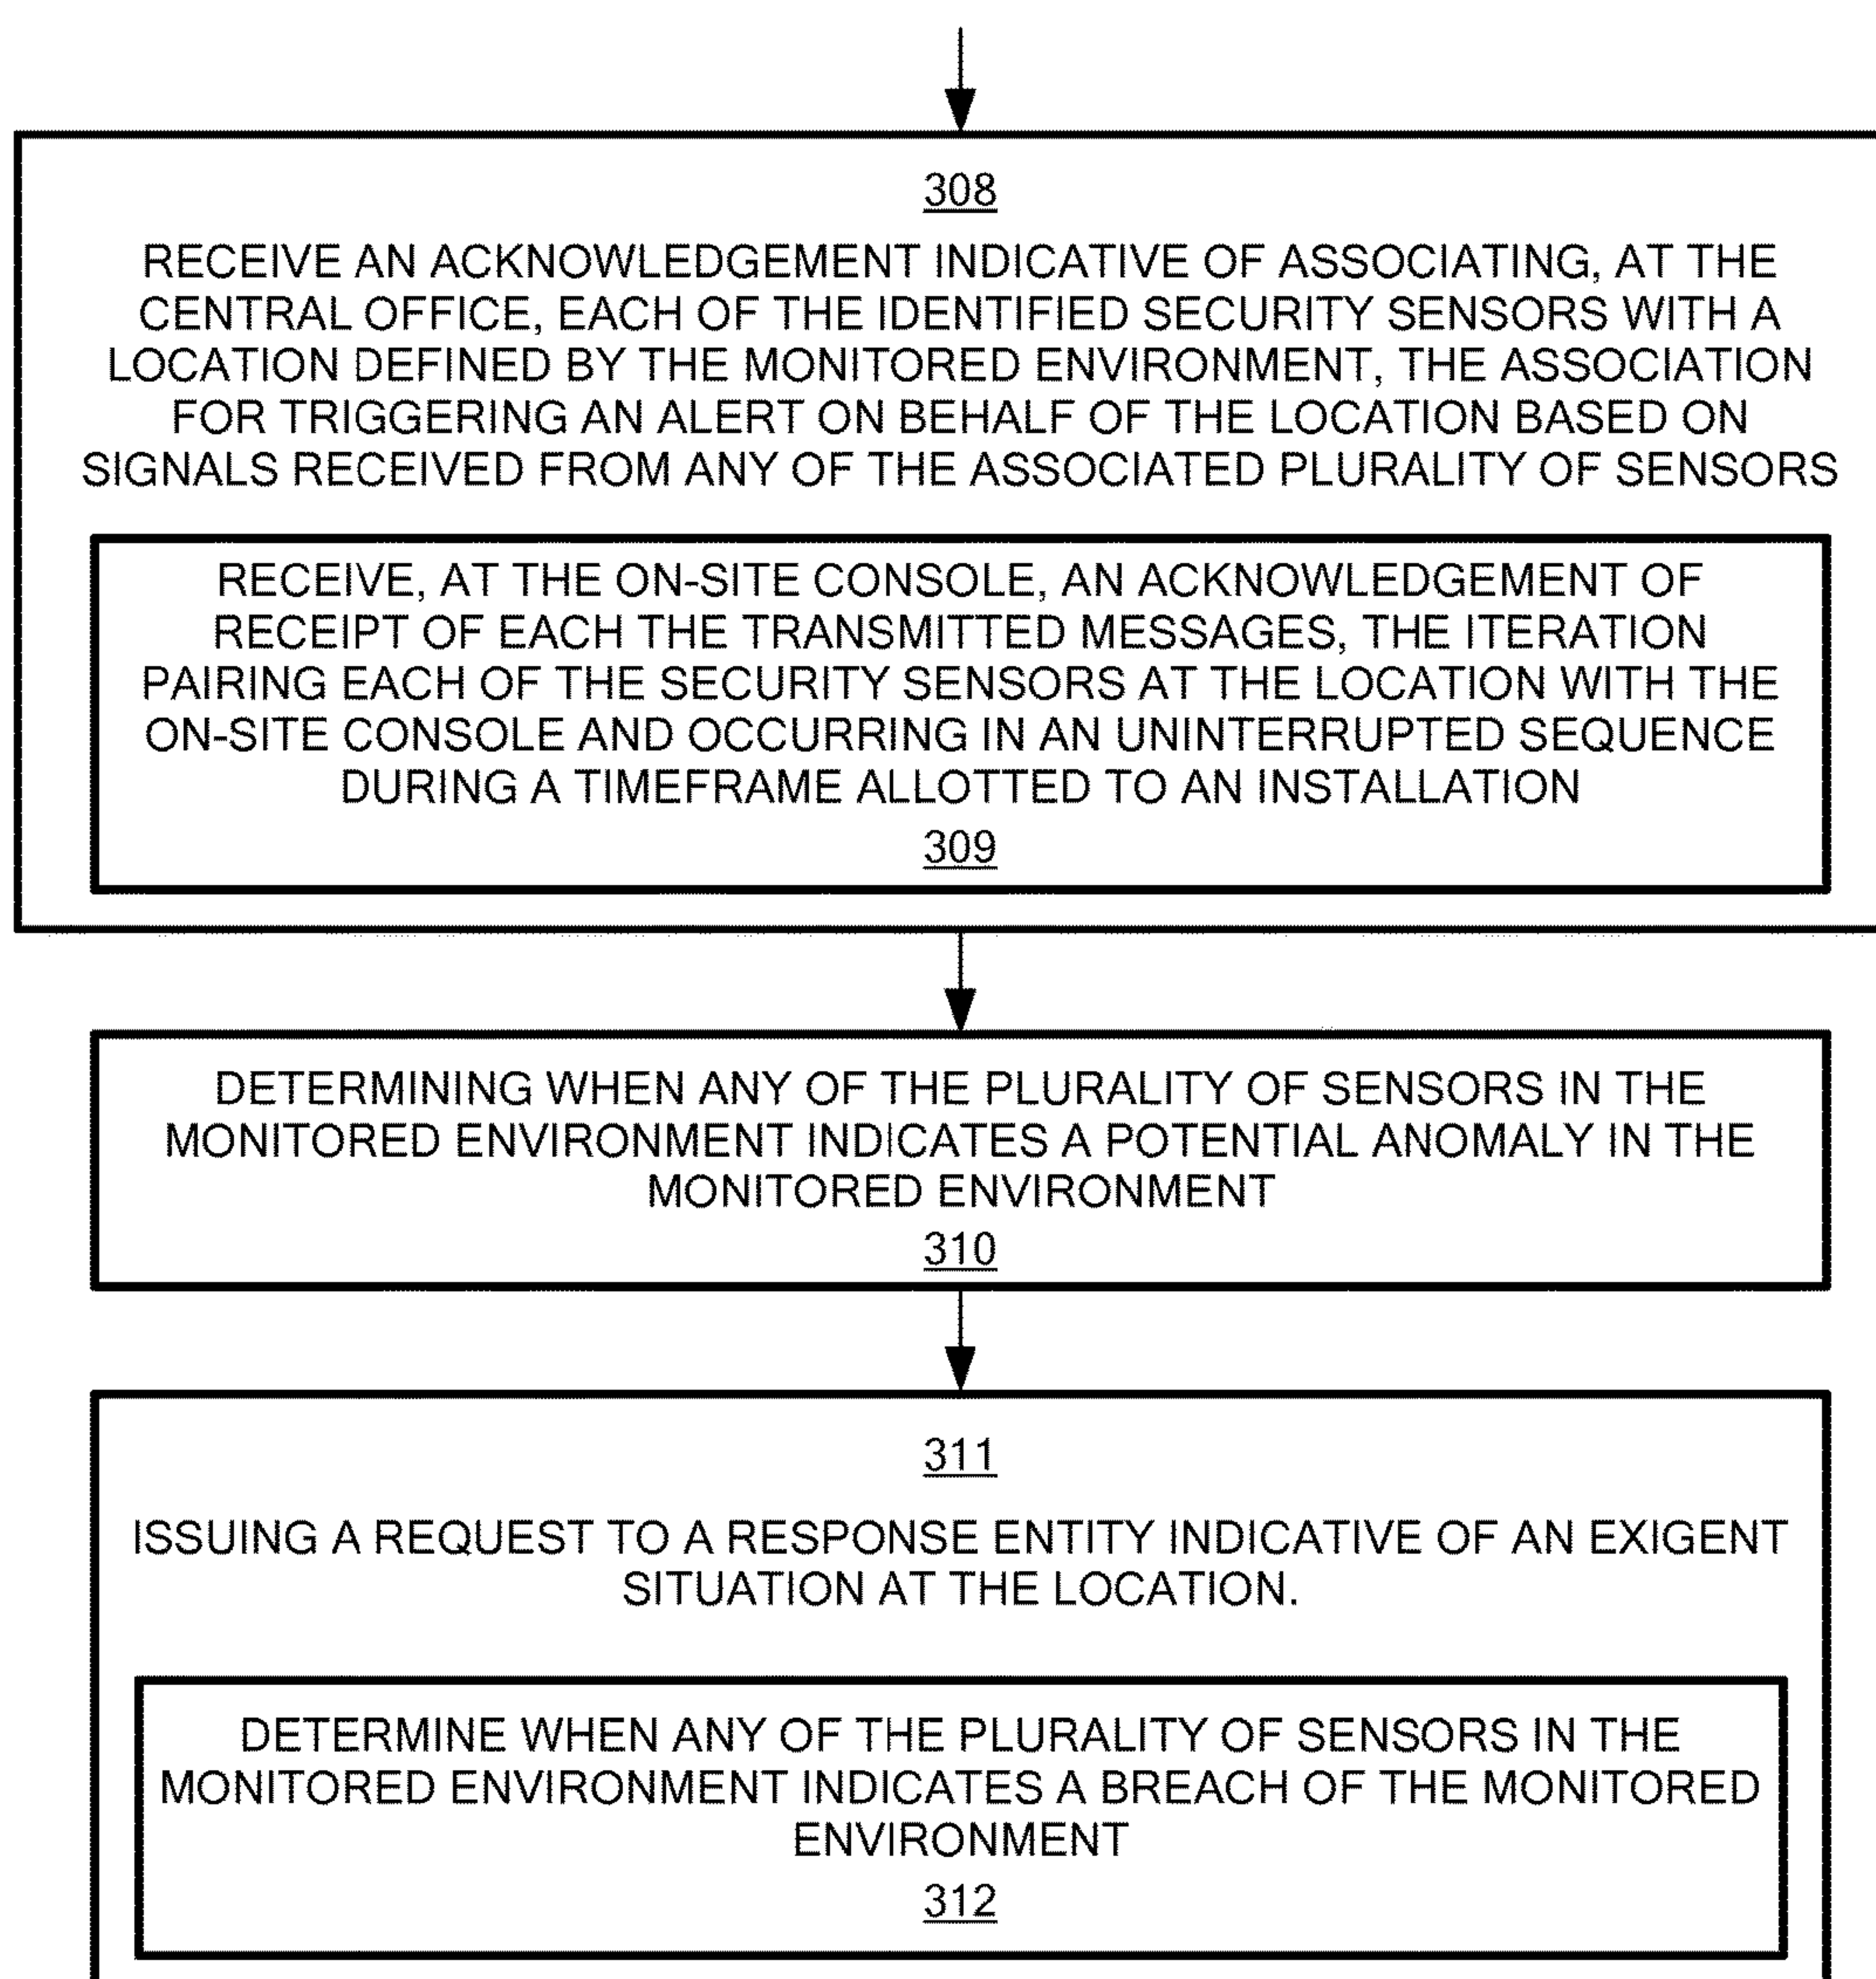 308
RECEIVE AN ACKNOWLEDGEMENT INDICATIVE OF ASSOCIATING, AT THE
CENTRAL OFFICE, EACH OF THE IDENTIFIED SECURITY SENSORS WITH A
LOCATION DEFINED BY THE MONITORED ENVIRONMENT, THE ASSOCIATION
FOR TRIGGERING AN ALERT ON BEHALF OF THE LOCATION BASED ON
SIGNALS RECEIVED FROM ANY OF THE ASSOCIATED PLURALITY OF SENSORS
RECEIVE, AT THE ON-SITE CONSOLE, AN ACKNOWLEDGEMENT OF
RECEIPT OF EACH THE TRANSMITTED MESSAGES, THE ITERATION
PAIRING EACH OF THE SECURITY SENSORS AT THE LOCATION WITH THE
ON-SITE CONSOLE AND OCCURRING IN AN UNINTERRUPTED SEQUENCE
DURING A TIMEFRAME ALLOTTED TO AN INSTALLATION
309
DETERMINING WHEN ANY OF THE PLURALITY OF SENSORS IN THE
MONITORED ENVIRONMENT INDICATES A POTENTIAL ANOMALY IN THE
MONITORED ENVIRONMENT
310
311
ISSUING A REQUEST TO A RESPONSE ENTITY INDICATIVE OF AN EXIGENT
SITUATION AT THE LOCATION.
DETERMINE WHEN ANY OF THE PLURALITY OF SENSORS IN THE
MONITORED ENVIRONMENT INDICATES A BREACH OF THE MONITORED
ENVIRONMENT
312